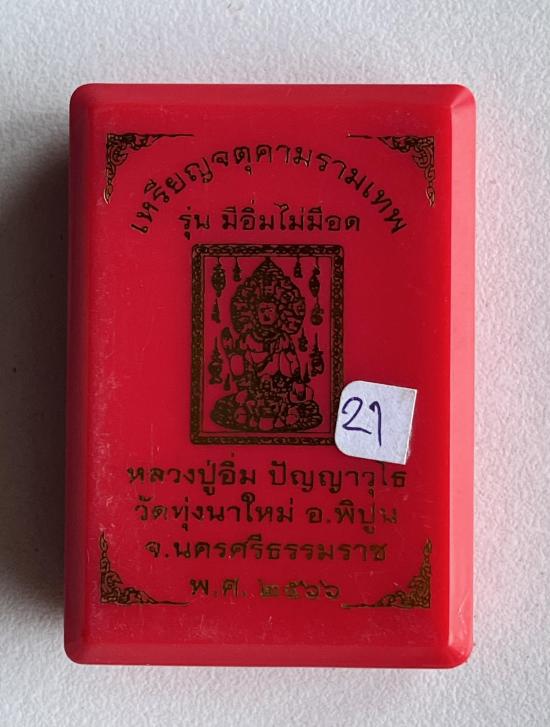 เหรียญจตุคามรามเทพ
รุ่น มีอิ่มไม่มีอด
21
หลวงปู่อิ่ม ปัญญาวุโธ
วัดทุ่งนาใหม่ อ.พิปูน
จ.นครศรีธรรมราช
พ.ศ. ๒๕๖๖